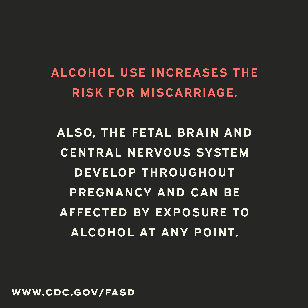 ALCOHOL USE INCREASES THE
RISK FOR MISCARRIAGE.
ALSO, THE FETAL BRAIN AND
CENTRAL NERVOUS SYSTEM
DEVELOP THROUGHOUT
PREGNANCY AND CAN BE
AFFECTED BY EXPOSURE TO
ALCOHOL AT ANY POINT.
WWW.CDC.GOV/FASD